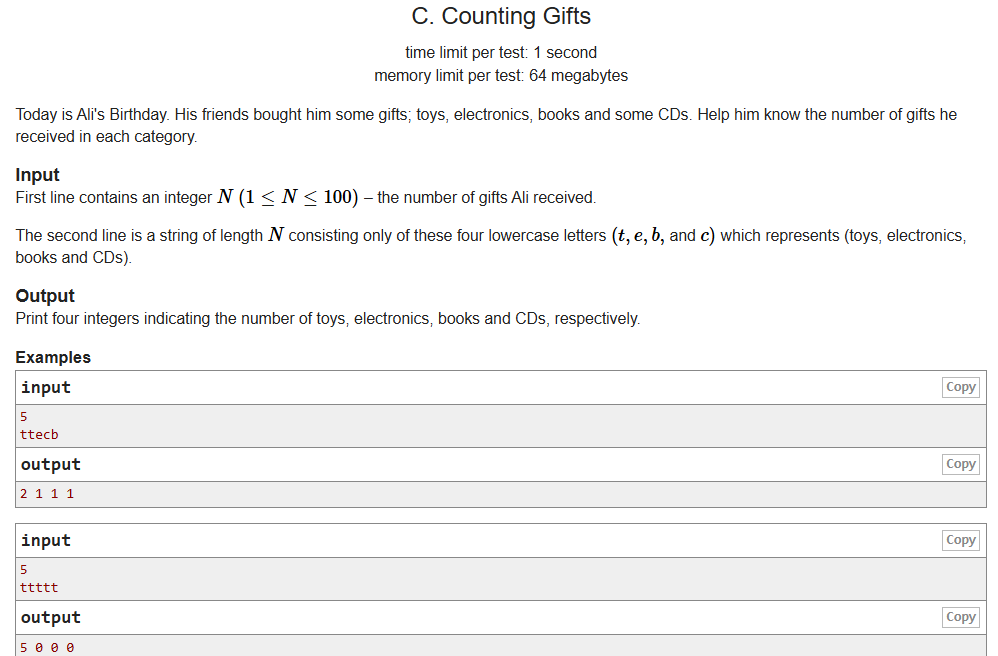 C. Counting Gifts
time limit per test: 1 second
memory limit per test: 64 megabytes
Today is Ali's Birthday. His friends bought him some gifts; toys, electronics, books and some CDs. Help him know the number of gifts he
received in each category.
Input
First line contains an integer N (1 ≤ N ≤ 100) – the number of gifts Ali received.
The second line is a string of length N consisting only of these four lowercase letters (t, e, b, and c) which represents (toys, electronics,
books and CDs).
Output
Print four integers indicating the number of toys, electronics, books and CDs, respectively.
Examples
input Copy
5
ttecb
output Copy
2 1 1 1
input Copy
5
ttttt
output Copy
5 0 0 0